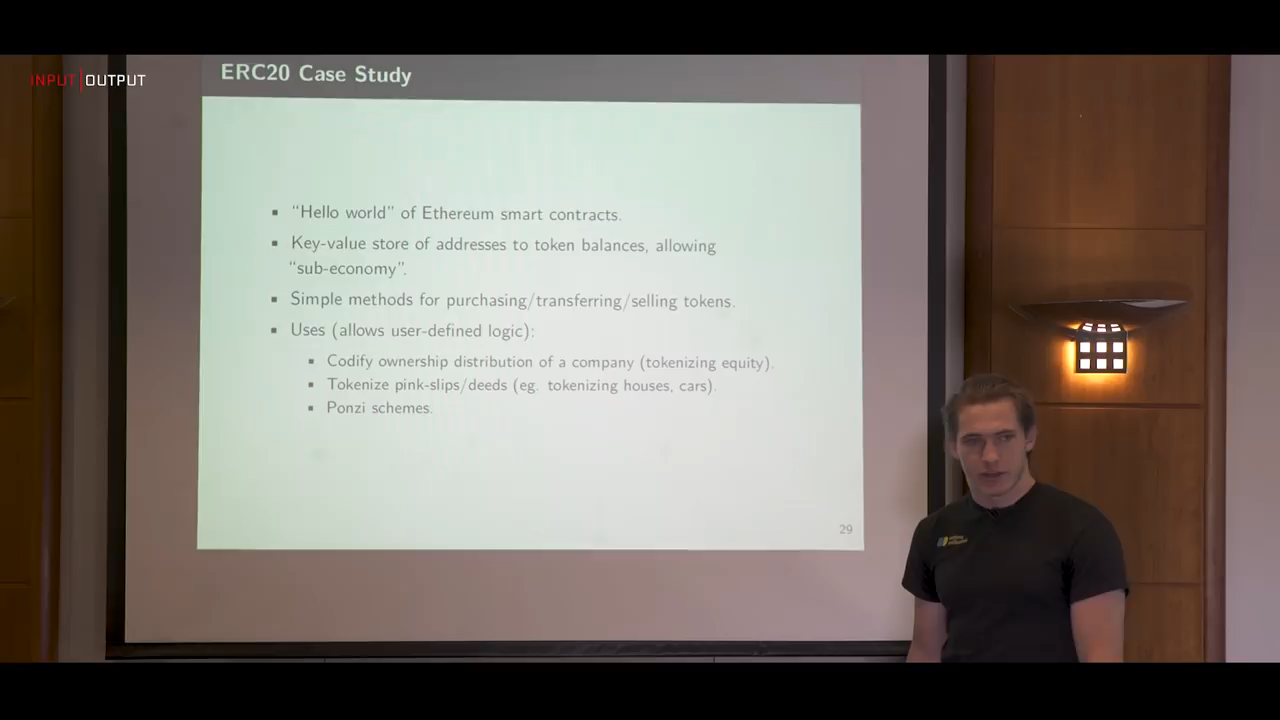 INPUT|OUTPUT
ERC20 Case Study
▪ “Hello world” of Ethereum smart contracts.
▪ Key-value store of addresses to token balances, allowing
“sub-economy”.
▪ Simple methods for purchasing/transferring/selling tokens.
▪ Uses (allows user-defined logic):
▪ Codify ownership distribution of a company (tokenizing equity).
▪ Tokenize pink-slips/deeds (eg. tokenizing houses, cars).
▪ Ponzi schemes.
29